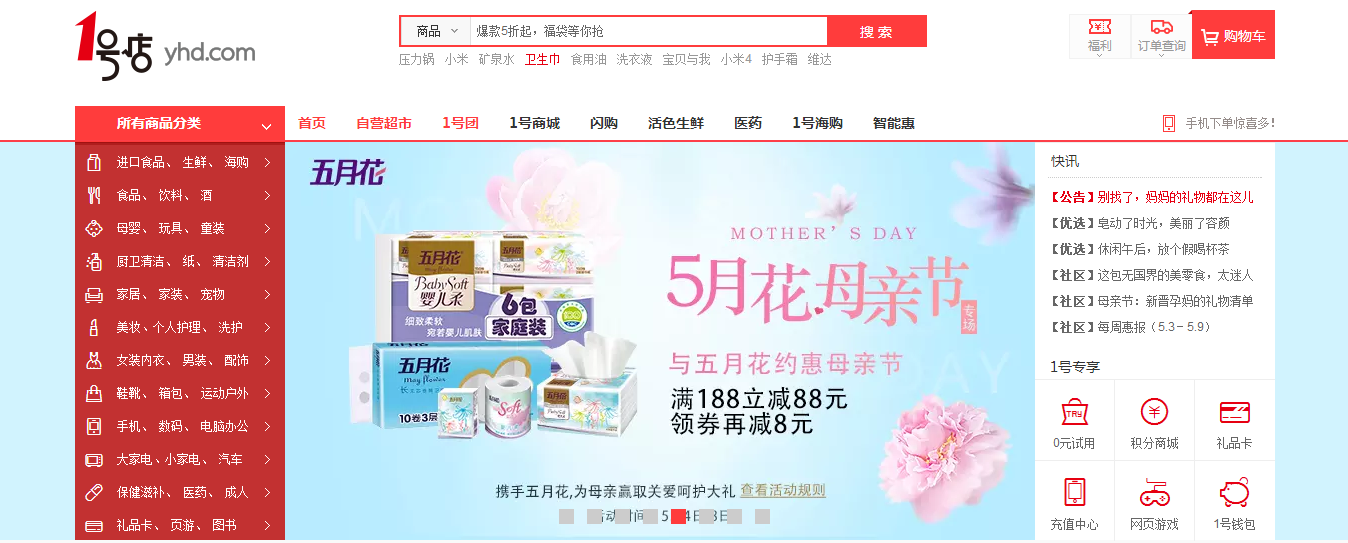 1号店 yhd.com
商品 爆款5折起，福袋等你抢 搜 索
压力锅 小米 矿泉水 卫生巾 食用油 洗衣液 宝贝与我 小米4 护手霜 维达
福利 订单查询 购物车
所有商品分类 首页 自营超市 1号团 1号商城 闪购 活色生鲜 医药 1号海购 智能惠 手机下单惊喜多!
进口食品、 生鲜、 海购
食品、 饮料、 酒
母婴、 玩具、 童装
厨卫清洁、 纸、 清洁剂
家居、 家装、 宠物
美妆、个人护理、 洗护
女装内衣、 男装、 配饰
鞋靴、 箱包、 运动户外
手机、 数码、 电脑办公
大家电、小家电、 汽车
保健滋补、 医药、 成人
礼品卡、 页游、 图书
五月花
MOTHER'S DAY
5月花.母亲节
专场
与五月花约惠母亲节
满188立减88元
领券再减8元
携手五月花,为母亲赢取关爱呵护大礼 查看活动规则
五月花
May flower
BabySoft
婴儿柔
6包
家庭装
细致柔软
宛若婴儿肌肤
五月花
May flower
10卷3层
Soft
快讯
【公告】别找了，妈妈的礼物都在这儿
【优选】皂动了时光，美丽了容颜
【优选】休闲午后，放个假喝杯茶
【社区】这包无国界的美零食，太迷人
【社区】母亲节：新晋孕妈的礼物清单
【社区】每周惠报（5.3－5.9）
1号专享
TRY
0元试用 积分商城 礼品卡
充值中心 网页游戏 1号钱包